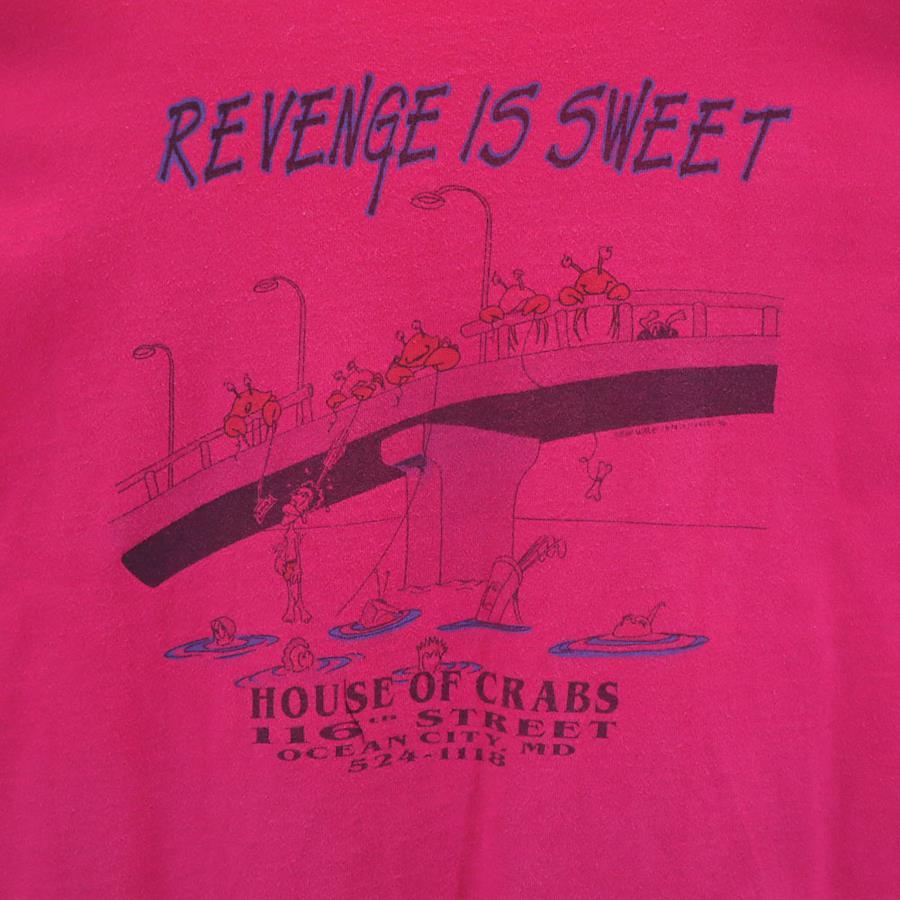 REVENGE IS SWEET
HOUSE OF CRABS
116TH STREET
OCEAN CITY, MD
524-1118